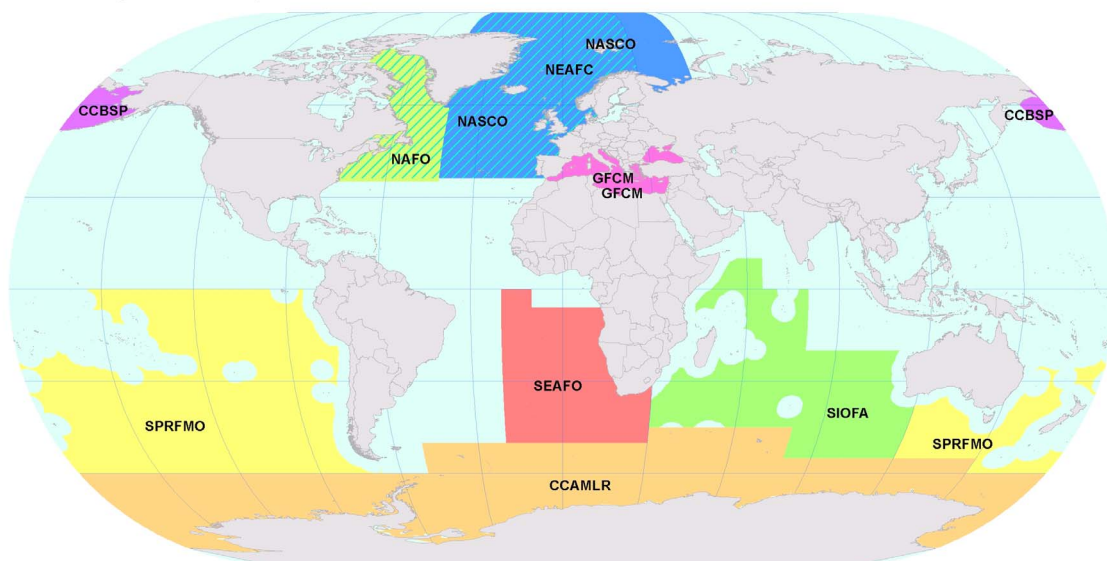 NASCO
NEAFC
CCBSP
CCBSP
NASCO
NAFO
GFCM
GFCM
SEAFO
SIOFA
SPRFMO
SPRFMO
CCAMLR